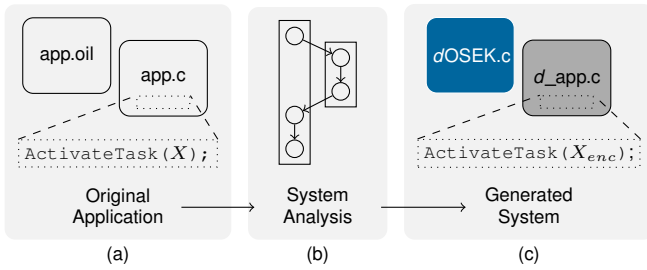 app.oil
app.c
ActivateTask(X);
Original
Application
(a)
System
Analysis
(b)
dOSEK.c
d_app.c
ActivateTask(X_enc);
Generated
System
(c)